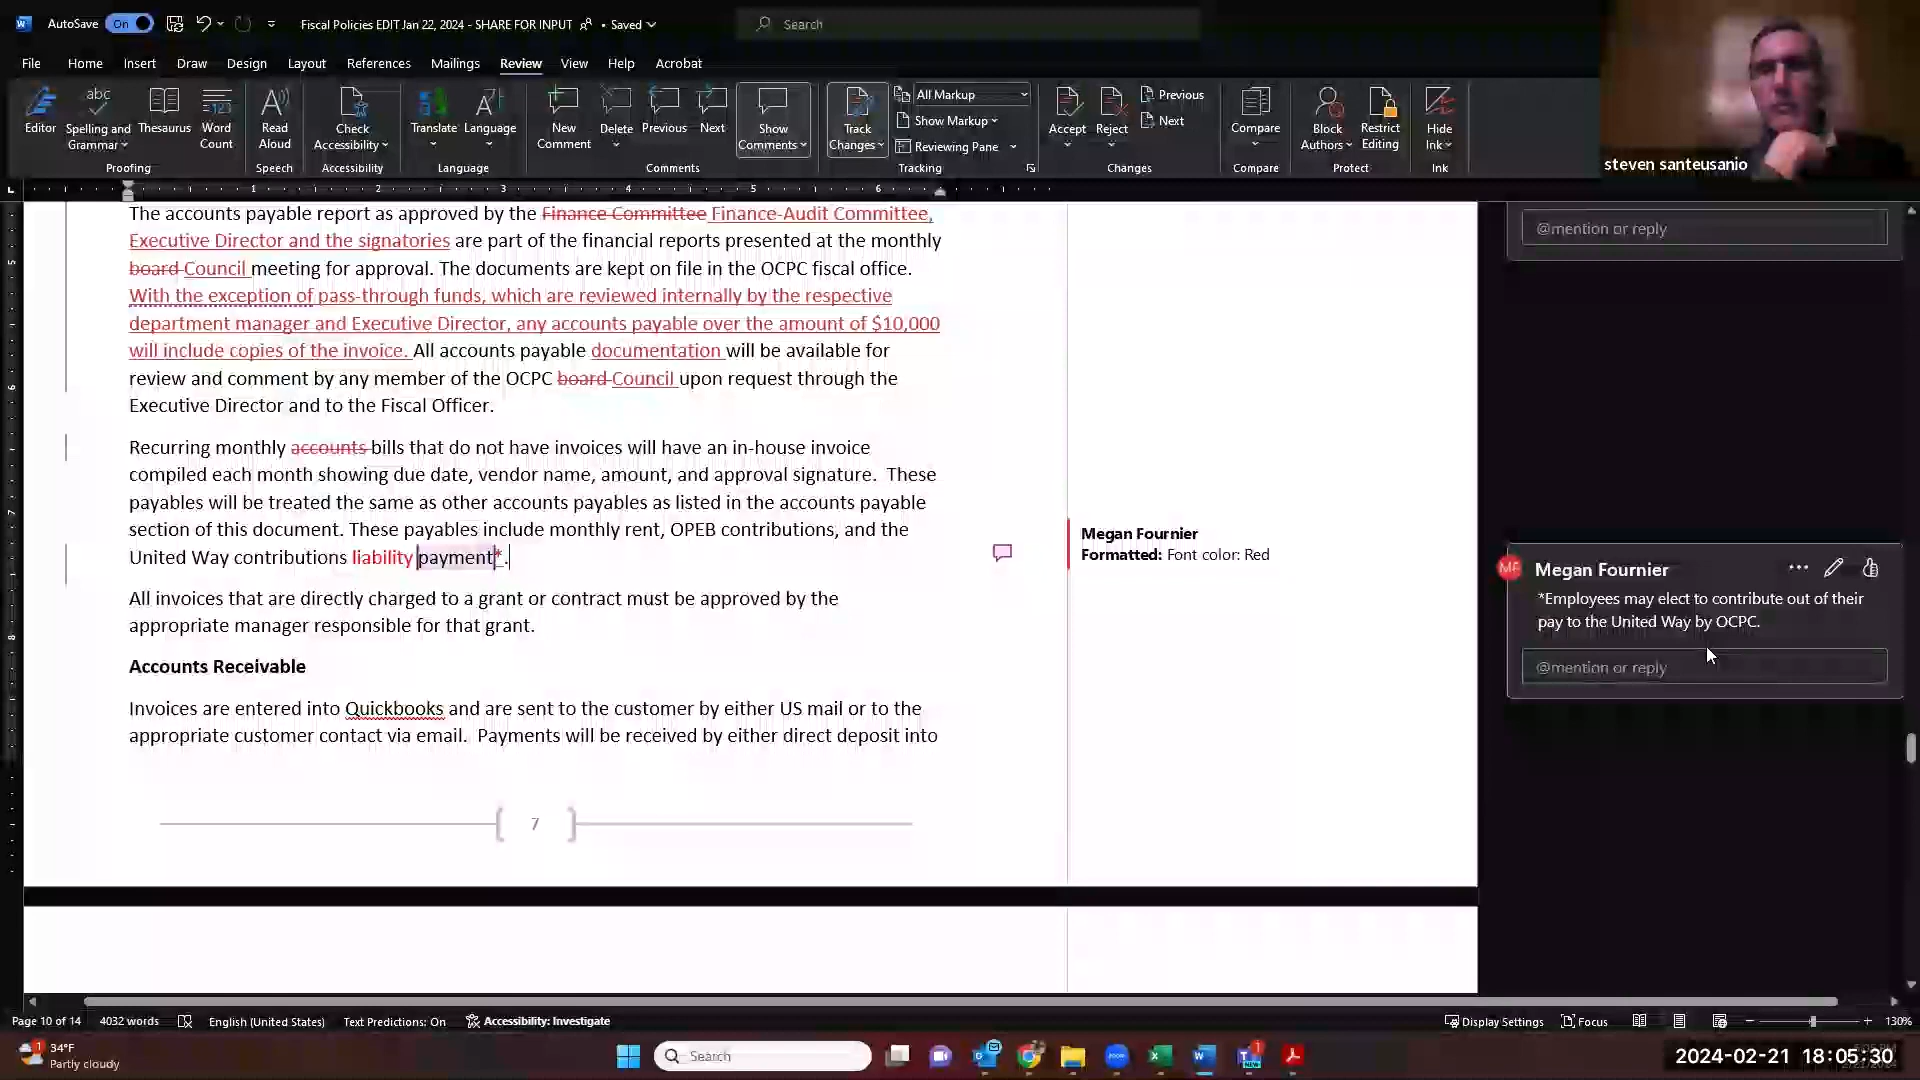 AutoSave On Fiscal Policies EDIT Jan 22, 2024 - SHARE FOR INPUT • Saved Search
File Home Insert Draw Design Layout References Mailings Review View Help Acrobat
Editor
Spelling and Grammar
Thesaurus
Word Count
Proofing
Read Aloud
Speech
Check Accessibility
Accessibility
Translate
Language
Language
New Comment
Delete
Previous
Next
Show Comments
Comments
Track Changes
All Markup
Show Markup
Reviewing Pane
Tracking
Accept
Reject
Previous
Next
Changes
Compare
Compare
Block Authors
Restrict Editing
Protect
Hide Ink
Ink
steven santeusanio
The accounts payable report as approved by the Finance Committee Finance-Audit Committee,
Executive Director and the signatories are part of the financial reports presented at the monthly
board Council meeting for approval. The documents are kept on file in the OCPC fiscal office.
With the exception of pass-through funds, which are reviewed internally by the respective
department manager and Executive Director, any accounts payable over the amount of $10,000
will include copies of the invoice. All accounts payable documentation will be available for
review and comment by any member of the OCPC board Council upon request through the
Executive Director and to the Fiscal Officer.
Recurring monthly accounts bills that do not have invoices will have an in-house invoice
compiled each month showing due date, vendor name, amount, and approval signature. These
payables will be treated the same as other accounts payables as listed in the accounts payable
section of this document. These payables include monthly rent, OPEB contributions, and the
United Way contributions liability payment*.
All invoices that are directly charged to a grant or contract must be approved by the
appropriate manager responsible for that grant.
Accounts Receivable
Invoices are entered into Quickbooks and are sent to the customer by either US mail or to the
appropriate customer contact via email. Payments will be received by either direct deposit into
7
Megan Fournier
Formatted: Font color: Red
@mention or reply
MF Megan Fournier
*Employees may elect to contribute out of their
pay to the United Way by OCPC.
@mention or reply
Page 10 of 14 4032 words English (United States) Text Predictions: On Accessibility: Investigate Display Settings Focus 130%
34°F
Partly cloudy
Search
2024-02-21 18:05:30